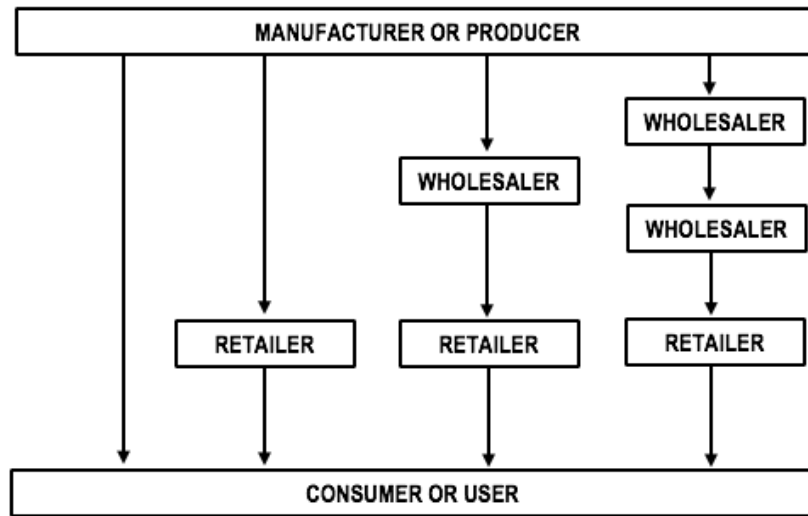 MANUFACTURER OR PRODUCER
WHOLESALER
WHOLESALER
WHOLESALER
RETAILER
RETAILER
RETAILER
CONSUMER OR USER